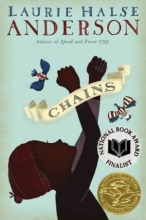 LAURIE HALSE
ANDERSON
Author of Speak and Fever 1793
CHAINS
NATIONAL BOOK AWARD
FINALIST